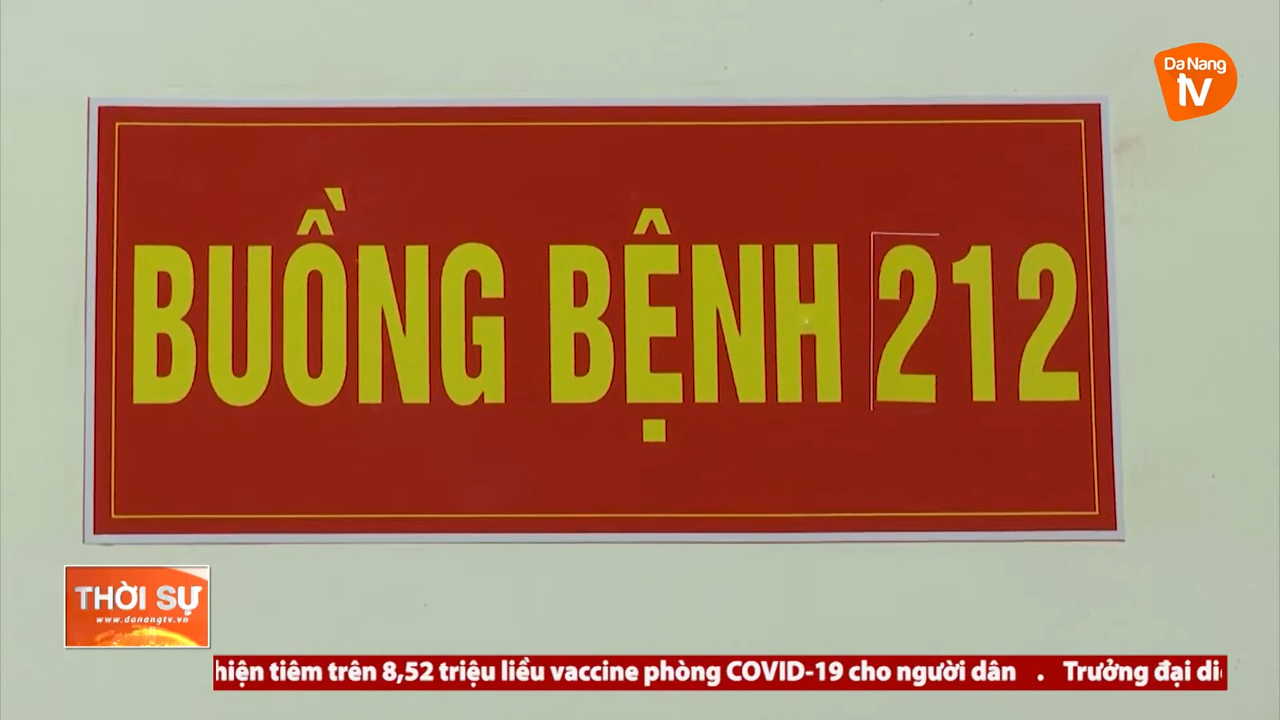 Da Nang
tv
BUỒNG BỆNH 212
THỜI SỰ
www.danangtv.vn
hiện tiêm trên 8,52 triệu liều vaccine phòng COVID-19 cho người dân . Trưởng đại di